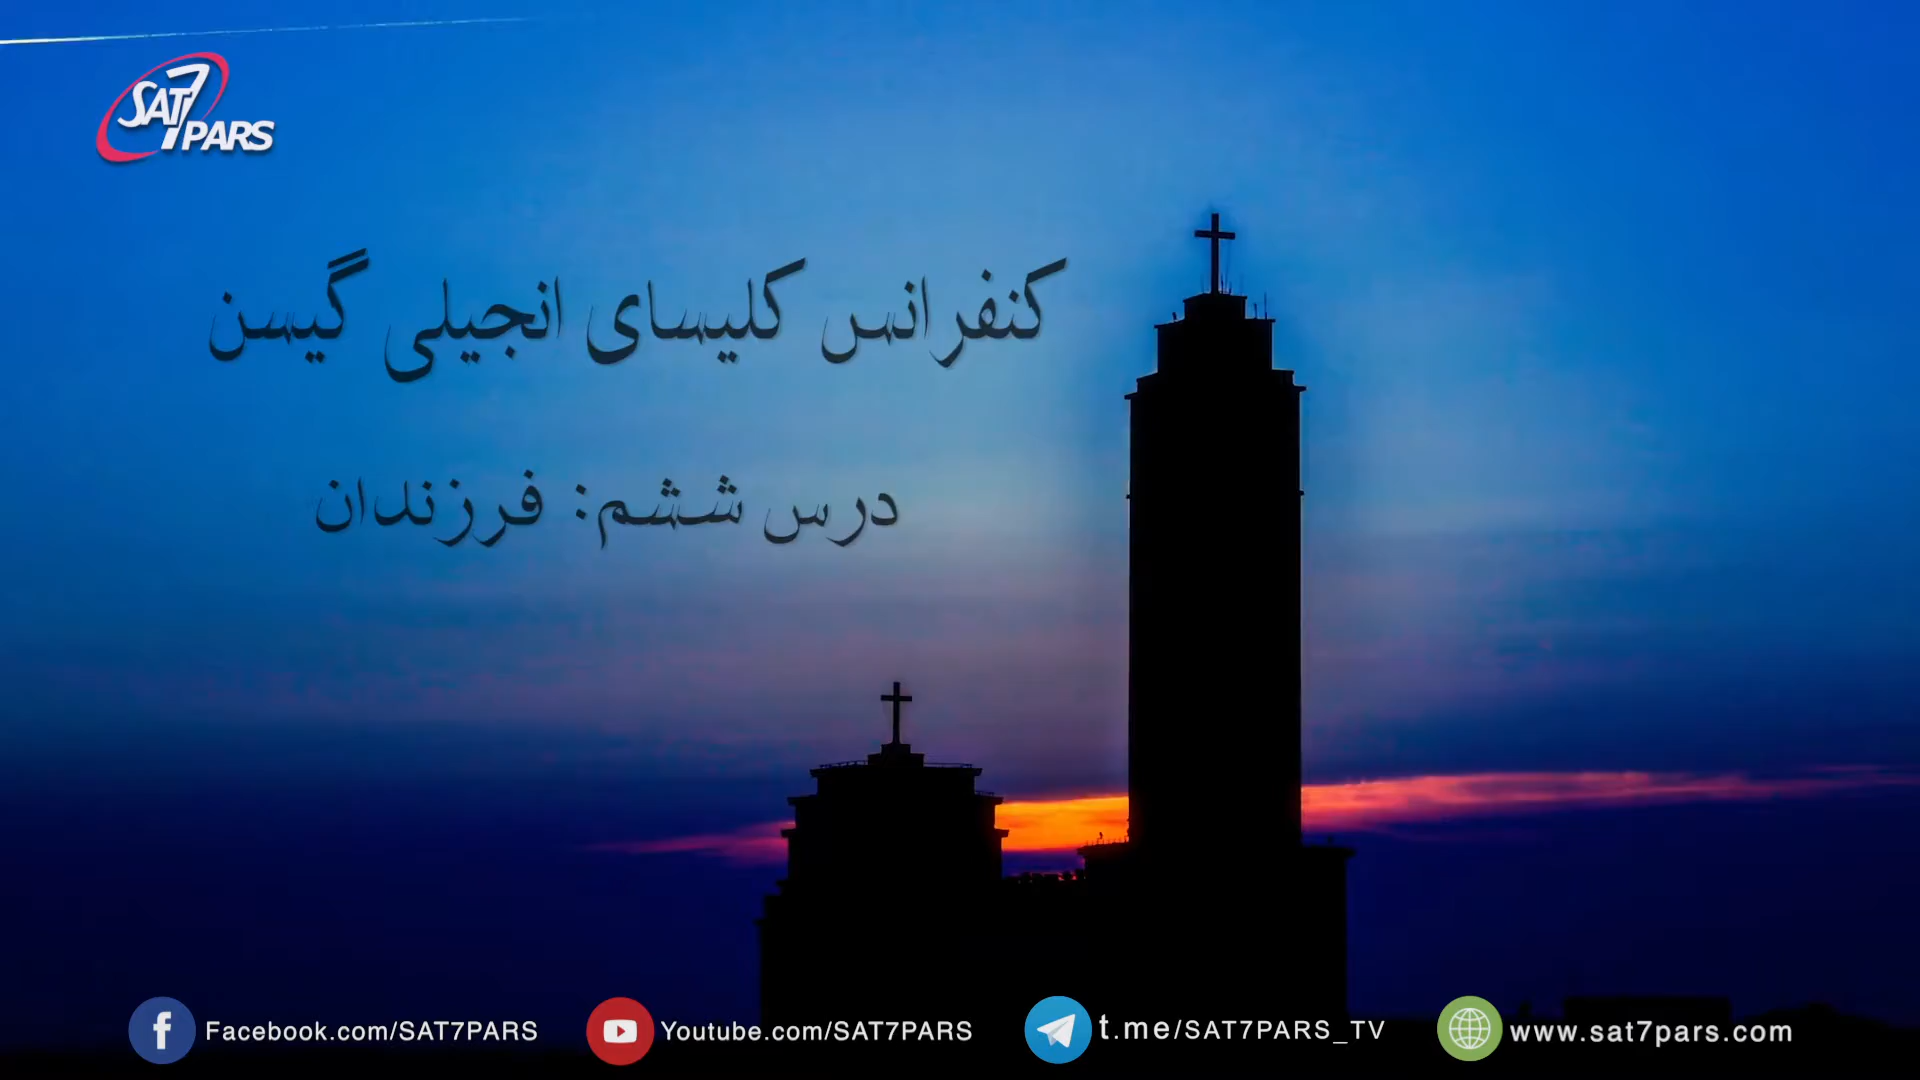 SAT7 PARS
کنفرانس کلیسای انجیلی گیسن
درس ششم: فرزندان
Facebook.com/SAT7PARS
Youtube.com/SAT7PARS
t.me/SAT7PARS_TV
www.sat7pars.com